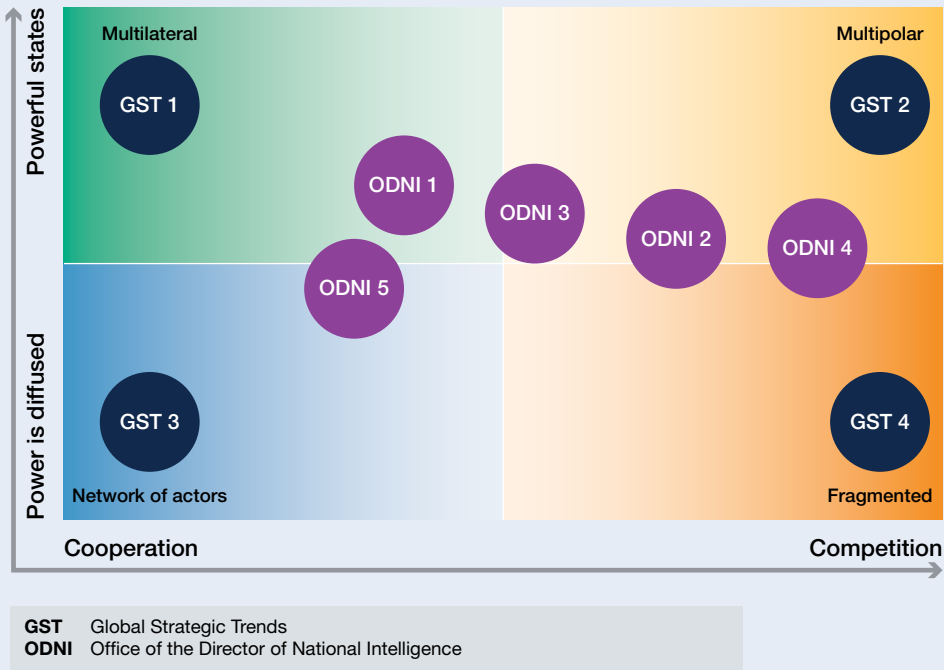 Powerful states
Multilateral
Multipolar
GST 1
GST 2
ODNI 1
ODNI 3
ODNI 2
ODNI 4
ODNI 5
Power is diffused
GST 3
GST 4
Network of actors
Fragmented
Cooperation
Competition
GST Global Strategic Trends
ODNI Office of the Director of National Intelligence